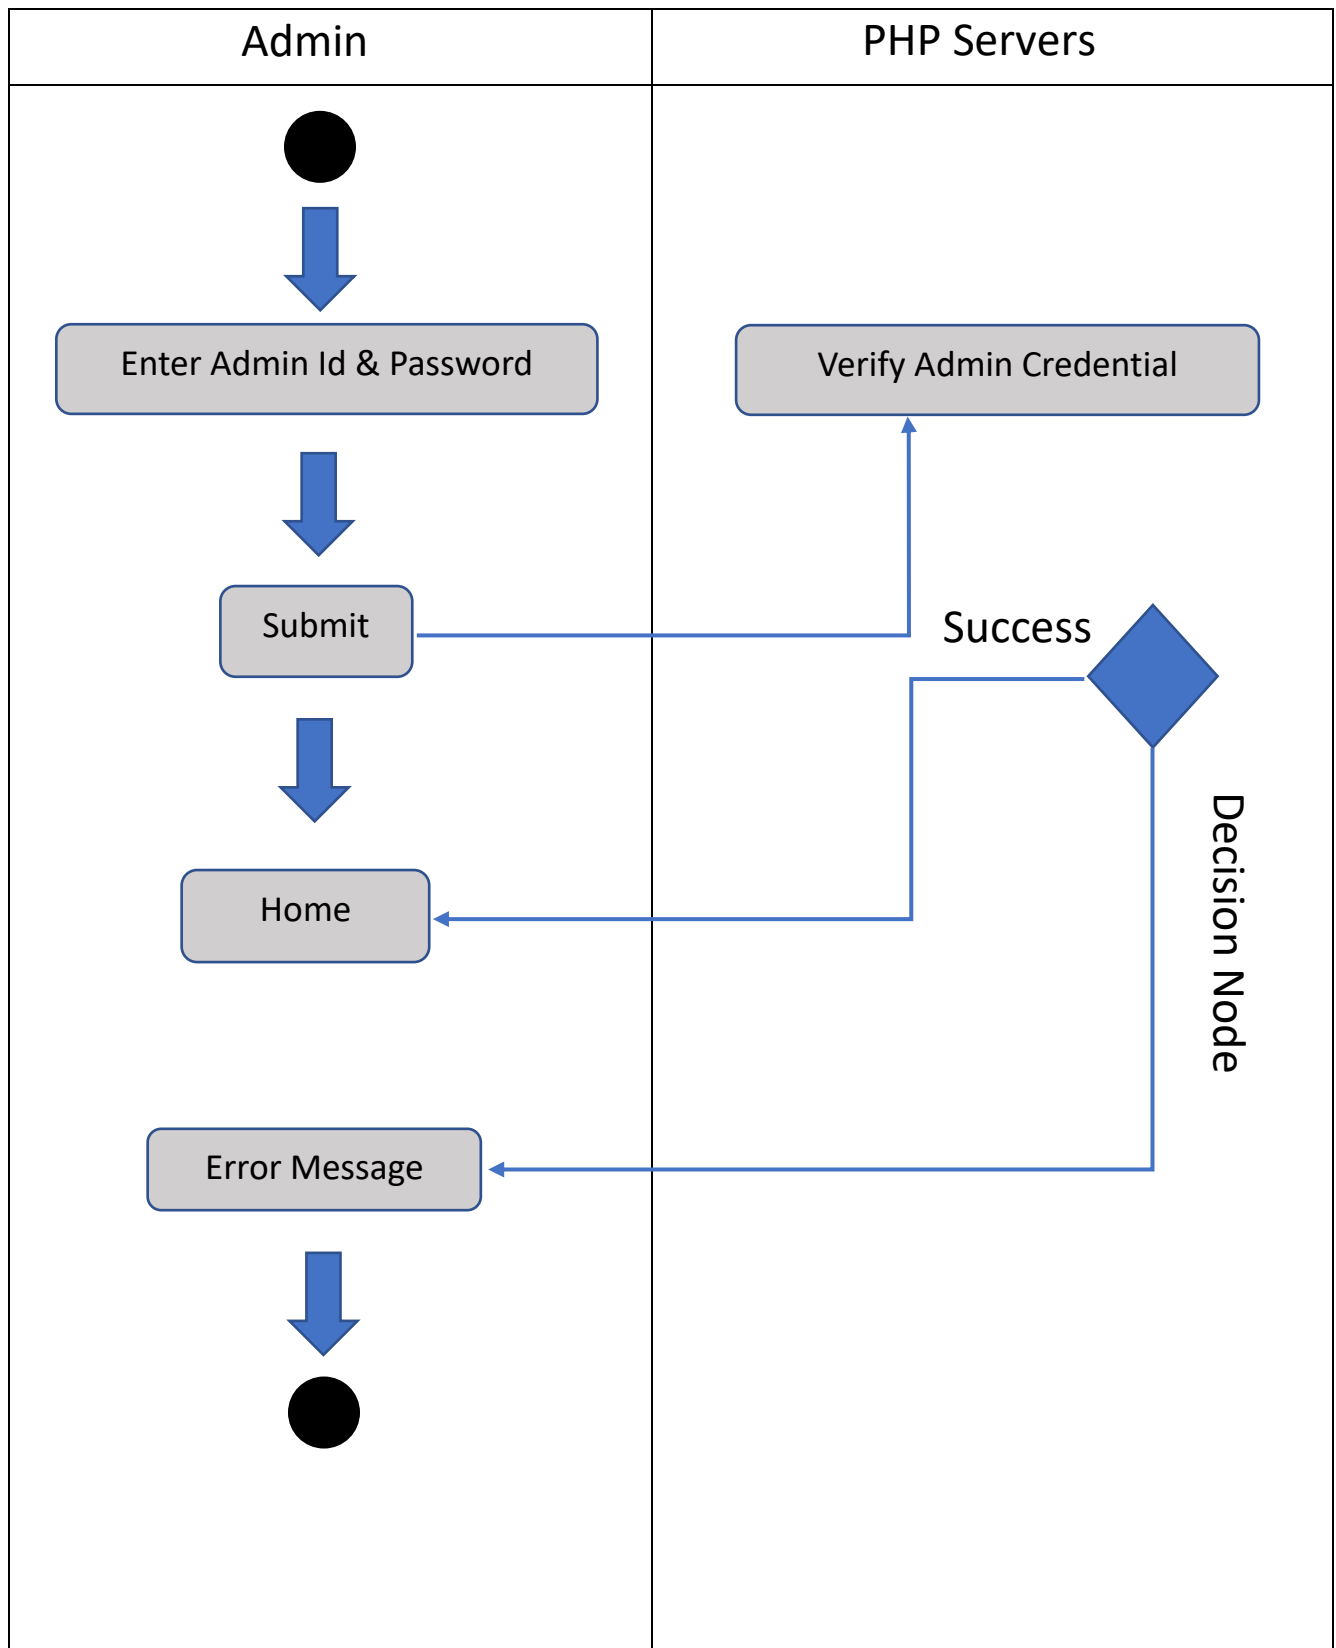 Admin
PHP Servers
Enter Admin Id & Password
Verify Admin Credential
Submit
Success
Home
Decision Node
Error Message